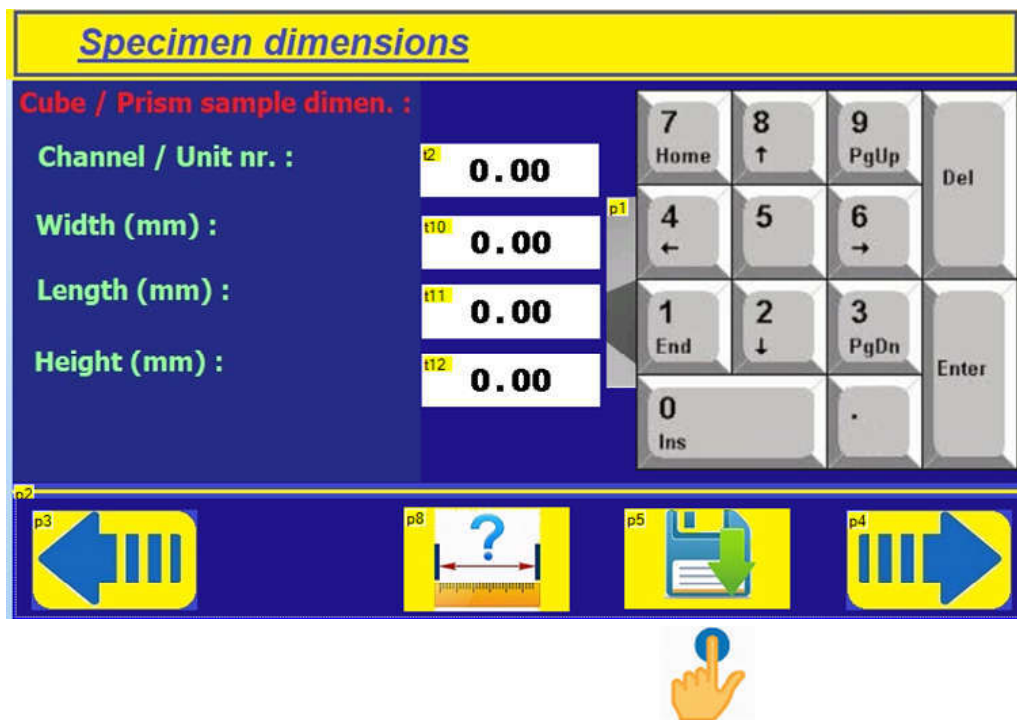 Specimen dimensions
Cube / Prism sample dimen. :
Channel / Unit nr. :
t2
0.00
Width (mm) :
t10
0.00
Length (mm) :
t11
0.00
Height (mm) :
t12
0.00
p1
7
Home
8
↑
9
PgUp
Del
4
←
5
6
→
1
End
2
↓
3
PgDn
Enter
0
Ins
.
p2
p3
p8
?
p5
p4